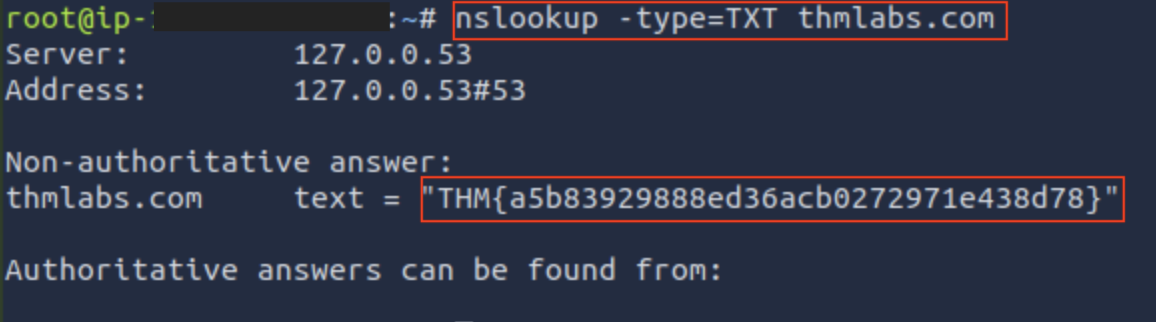 root@ip-:~# nslookup -type=TXT thmlabs.com
Server: 127.0.0.53
Address: 127.0.0.53#53
Non-authoritative answer:
thmlabs.com text = "THM{a5b83929888ed36acb0272971e438d78}"
Authoritative answers can be found from: